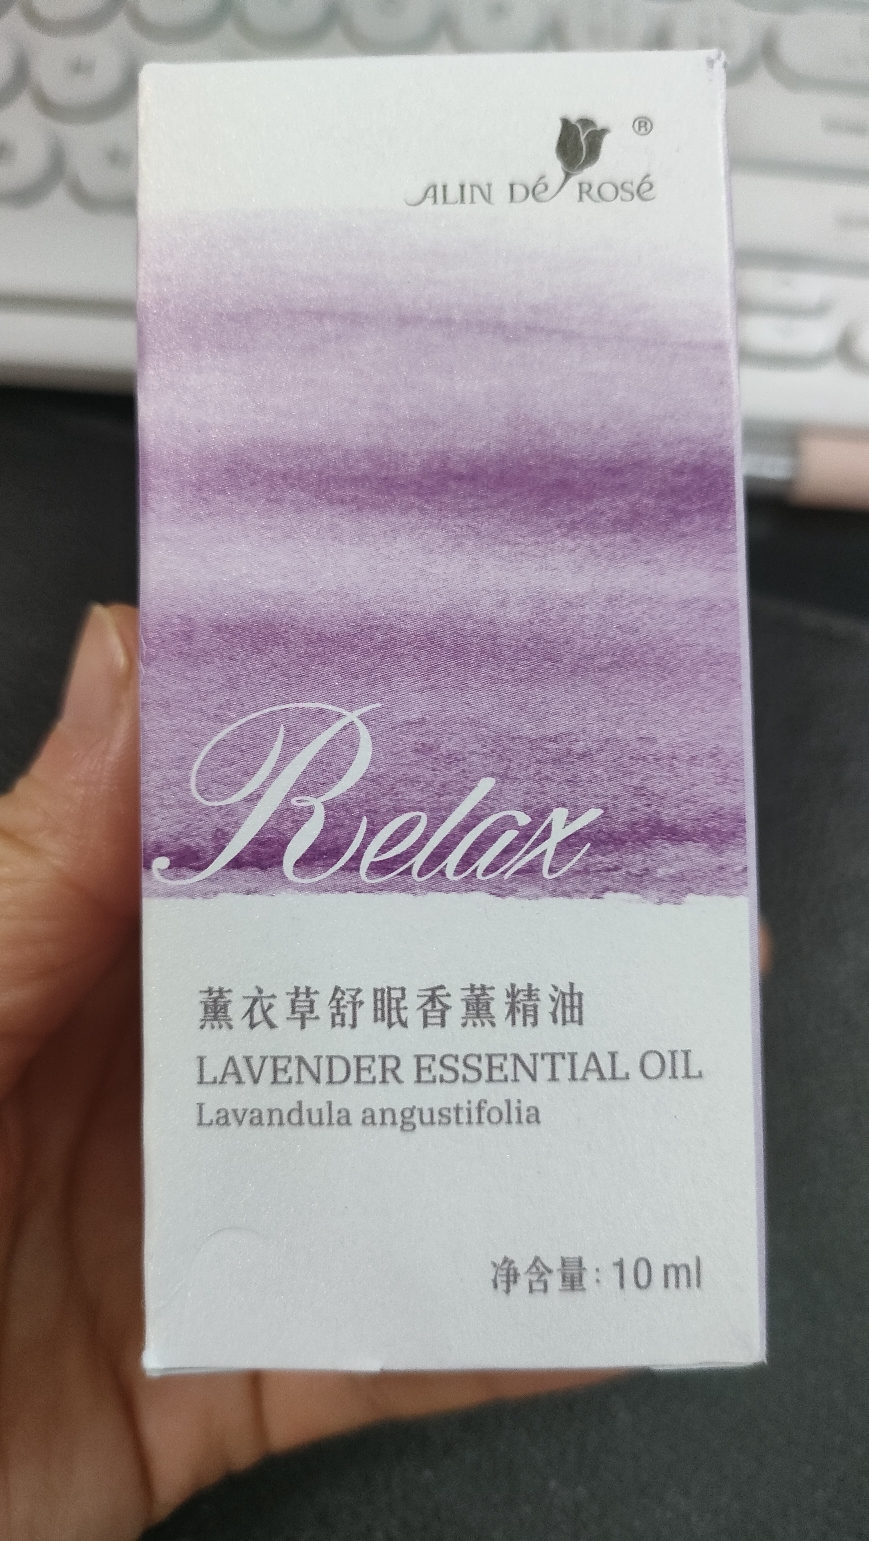 ®
ALIN DÉ ROSÉ
Relax
薰衣草舒眠香薰精油
LAVENDER ESSENTIAL OIL
Lavandula angustifolia
净含量：10 ml